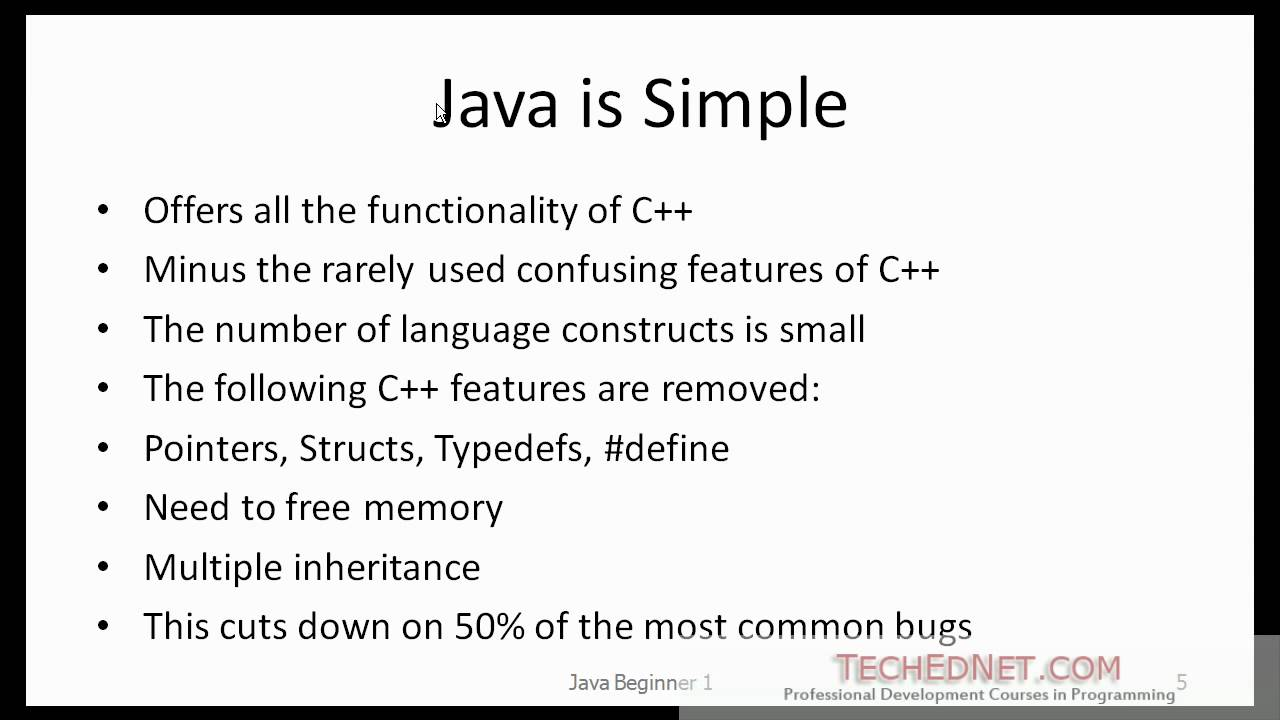 Java is Simple
• Offers all the functionality of C++
• Minus the rarely used confusing features of C++
• The number of language constructs is small
• The following C++ features are removed:
• Pointers, Structs, Typedefs, #define
• Need to free memory
• Multiple inheritance
• This cuts down on 50% of the most common bugs
Java Beginner 1
5
TECHEDNET.COM
Professional Development Courses in Programming